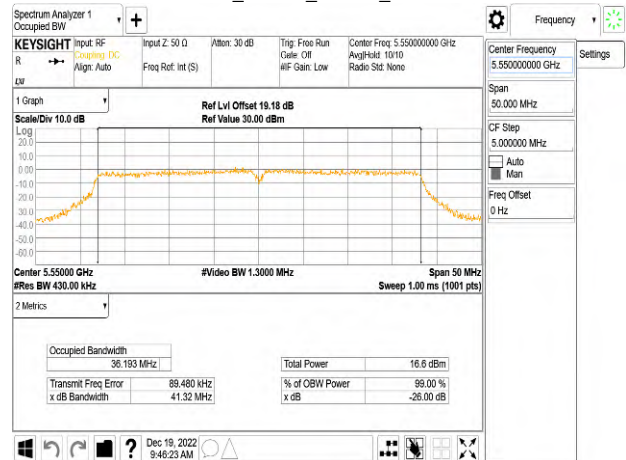 Spectrum Analyzer 1
Occupied BW
Frequency
KEYSIGHT
R
LXI
Input: RF
Coupling: DC
Align: Auto
Input Z: 50 Ω
Freq Ref: Int (S)
Atten: 30 dB
Trig: Free Run
Gate: Off
#IF Gain: Low
Center Freq: 5.550000000 GHz
Avg|Hold: 10/10
Radio Std: None
Center Frequency
5.550000000 GHz
Settings
Span
50.000 MHz
CF Step
5.000000 MHz
Auto
Man
Freq Offset
0 Hz
1 Graph
Scale/Div 10.0 dB
Ref Lvl Offset 19.18 dB
Ref Value 30.00 dBm
Log
20.0
10.0
0.00
-10.0
-20.0
-30.0
-40.0
-50.0
-60.0
Center 5.55000 GHz
#Res BW 430.00 kHz
#Video BW 1.3000 MHz
Span 50 MHz
Sweep 1.00 ms (1001 pts)
2 Metrics
Occupied Bandwidth
36.193 MHz
Total Power 16.6 dBm
Transmit Freq Error 89.480 kHz
% of OBW Power 99.00 %
x dB Bandwidth 41.32 MHz
x dB -26.00 dB
Dec 19, 2022
9:46:23 AM